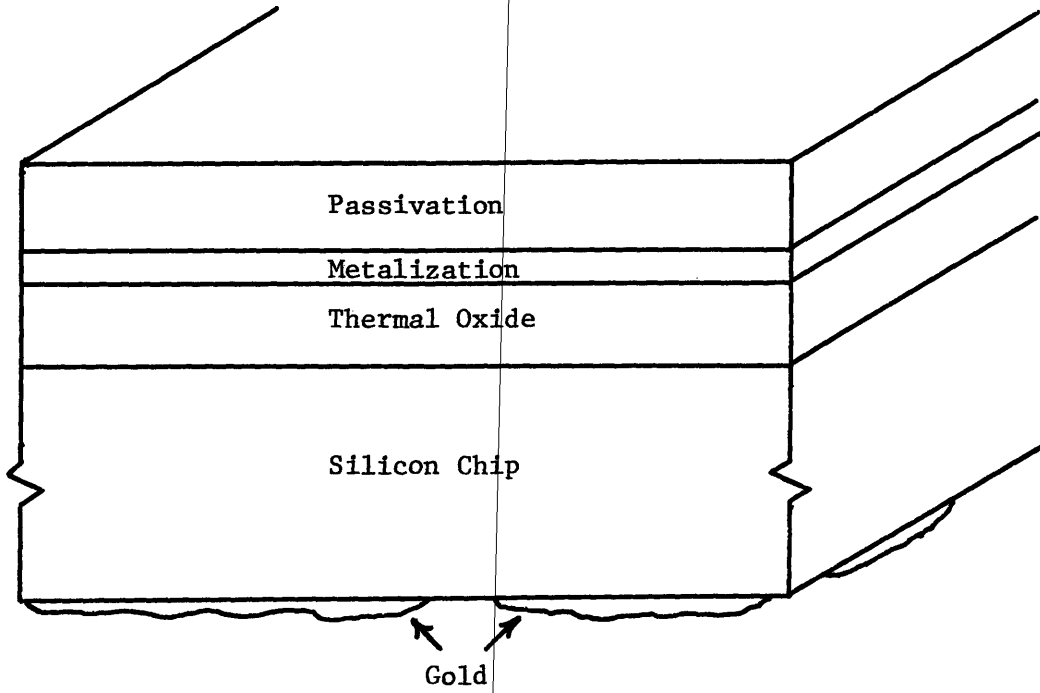 Passivation
Metalization
Thermal Oxide
Silicon Chip
Gold